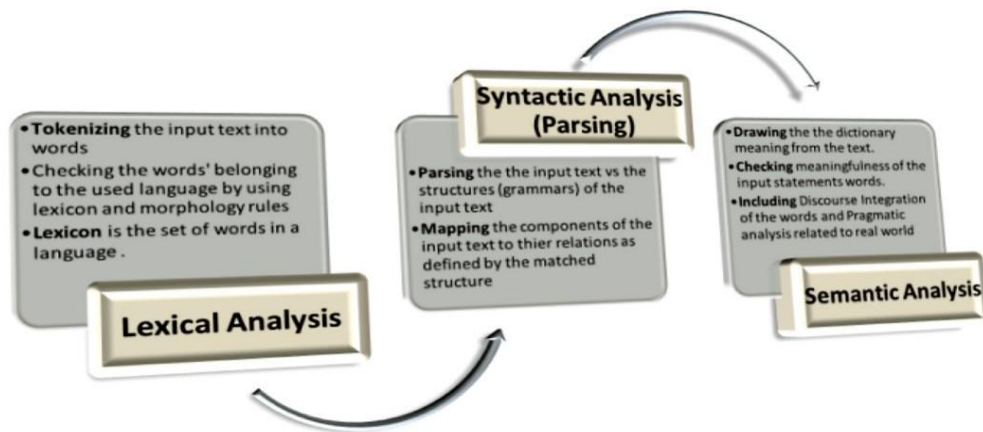 • Tokenizing the input text into
words
• Checking the words' belonging
to the used language by using
lexicon and morphology rules
• Lexicon is the set of words in a
language .
Lexical Analysis
Syntactic Analysis
(Parsing)
• Parsing the the input text vs the
structures (grammars) of the
input text
• Mapping the components of the
input text to thier relations as
defined by the matched
structure
• Drawing the the dictionary
meaning from the text.
• Checking meaningfulness of the
input statements words.
• Including Discourse Integration
of the words and Pragmatic
analysis related to real world
Semantic Analysis